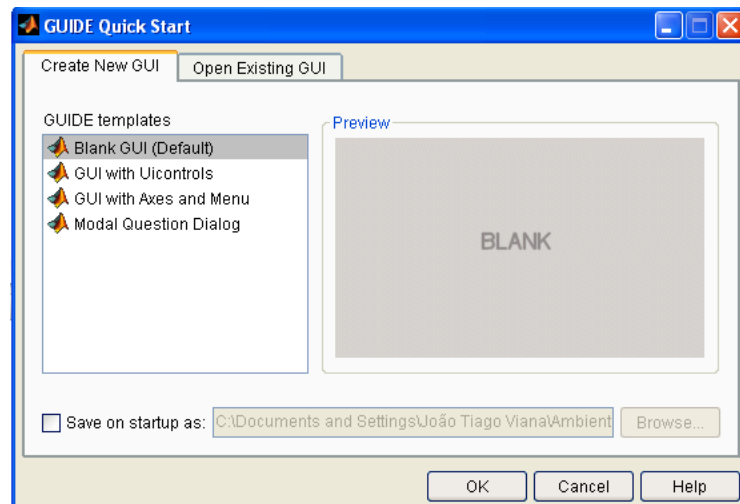 GUIDE Quick Start
Create New GUI
Open Existing GUI
GUIDE templates
Blank GUI (Default)
GUI with Uicontrols
GUI with Axes and Menu
Modal Question Dialog
Preview
BLANK
Save on startup as:
C:\Documents and Settings\João Tiago Viana\Ambient
Browse...
OK
Cancel
Help